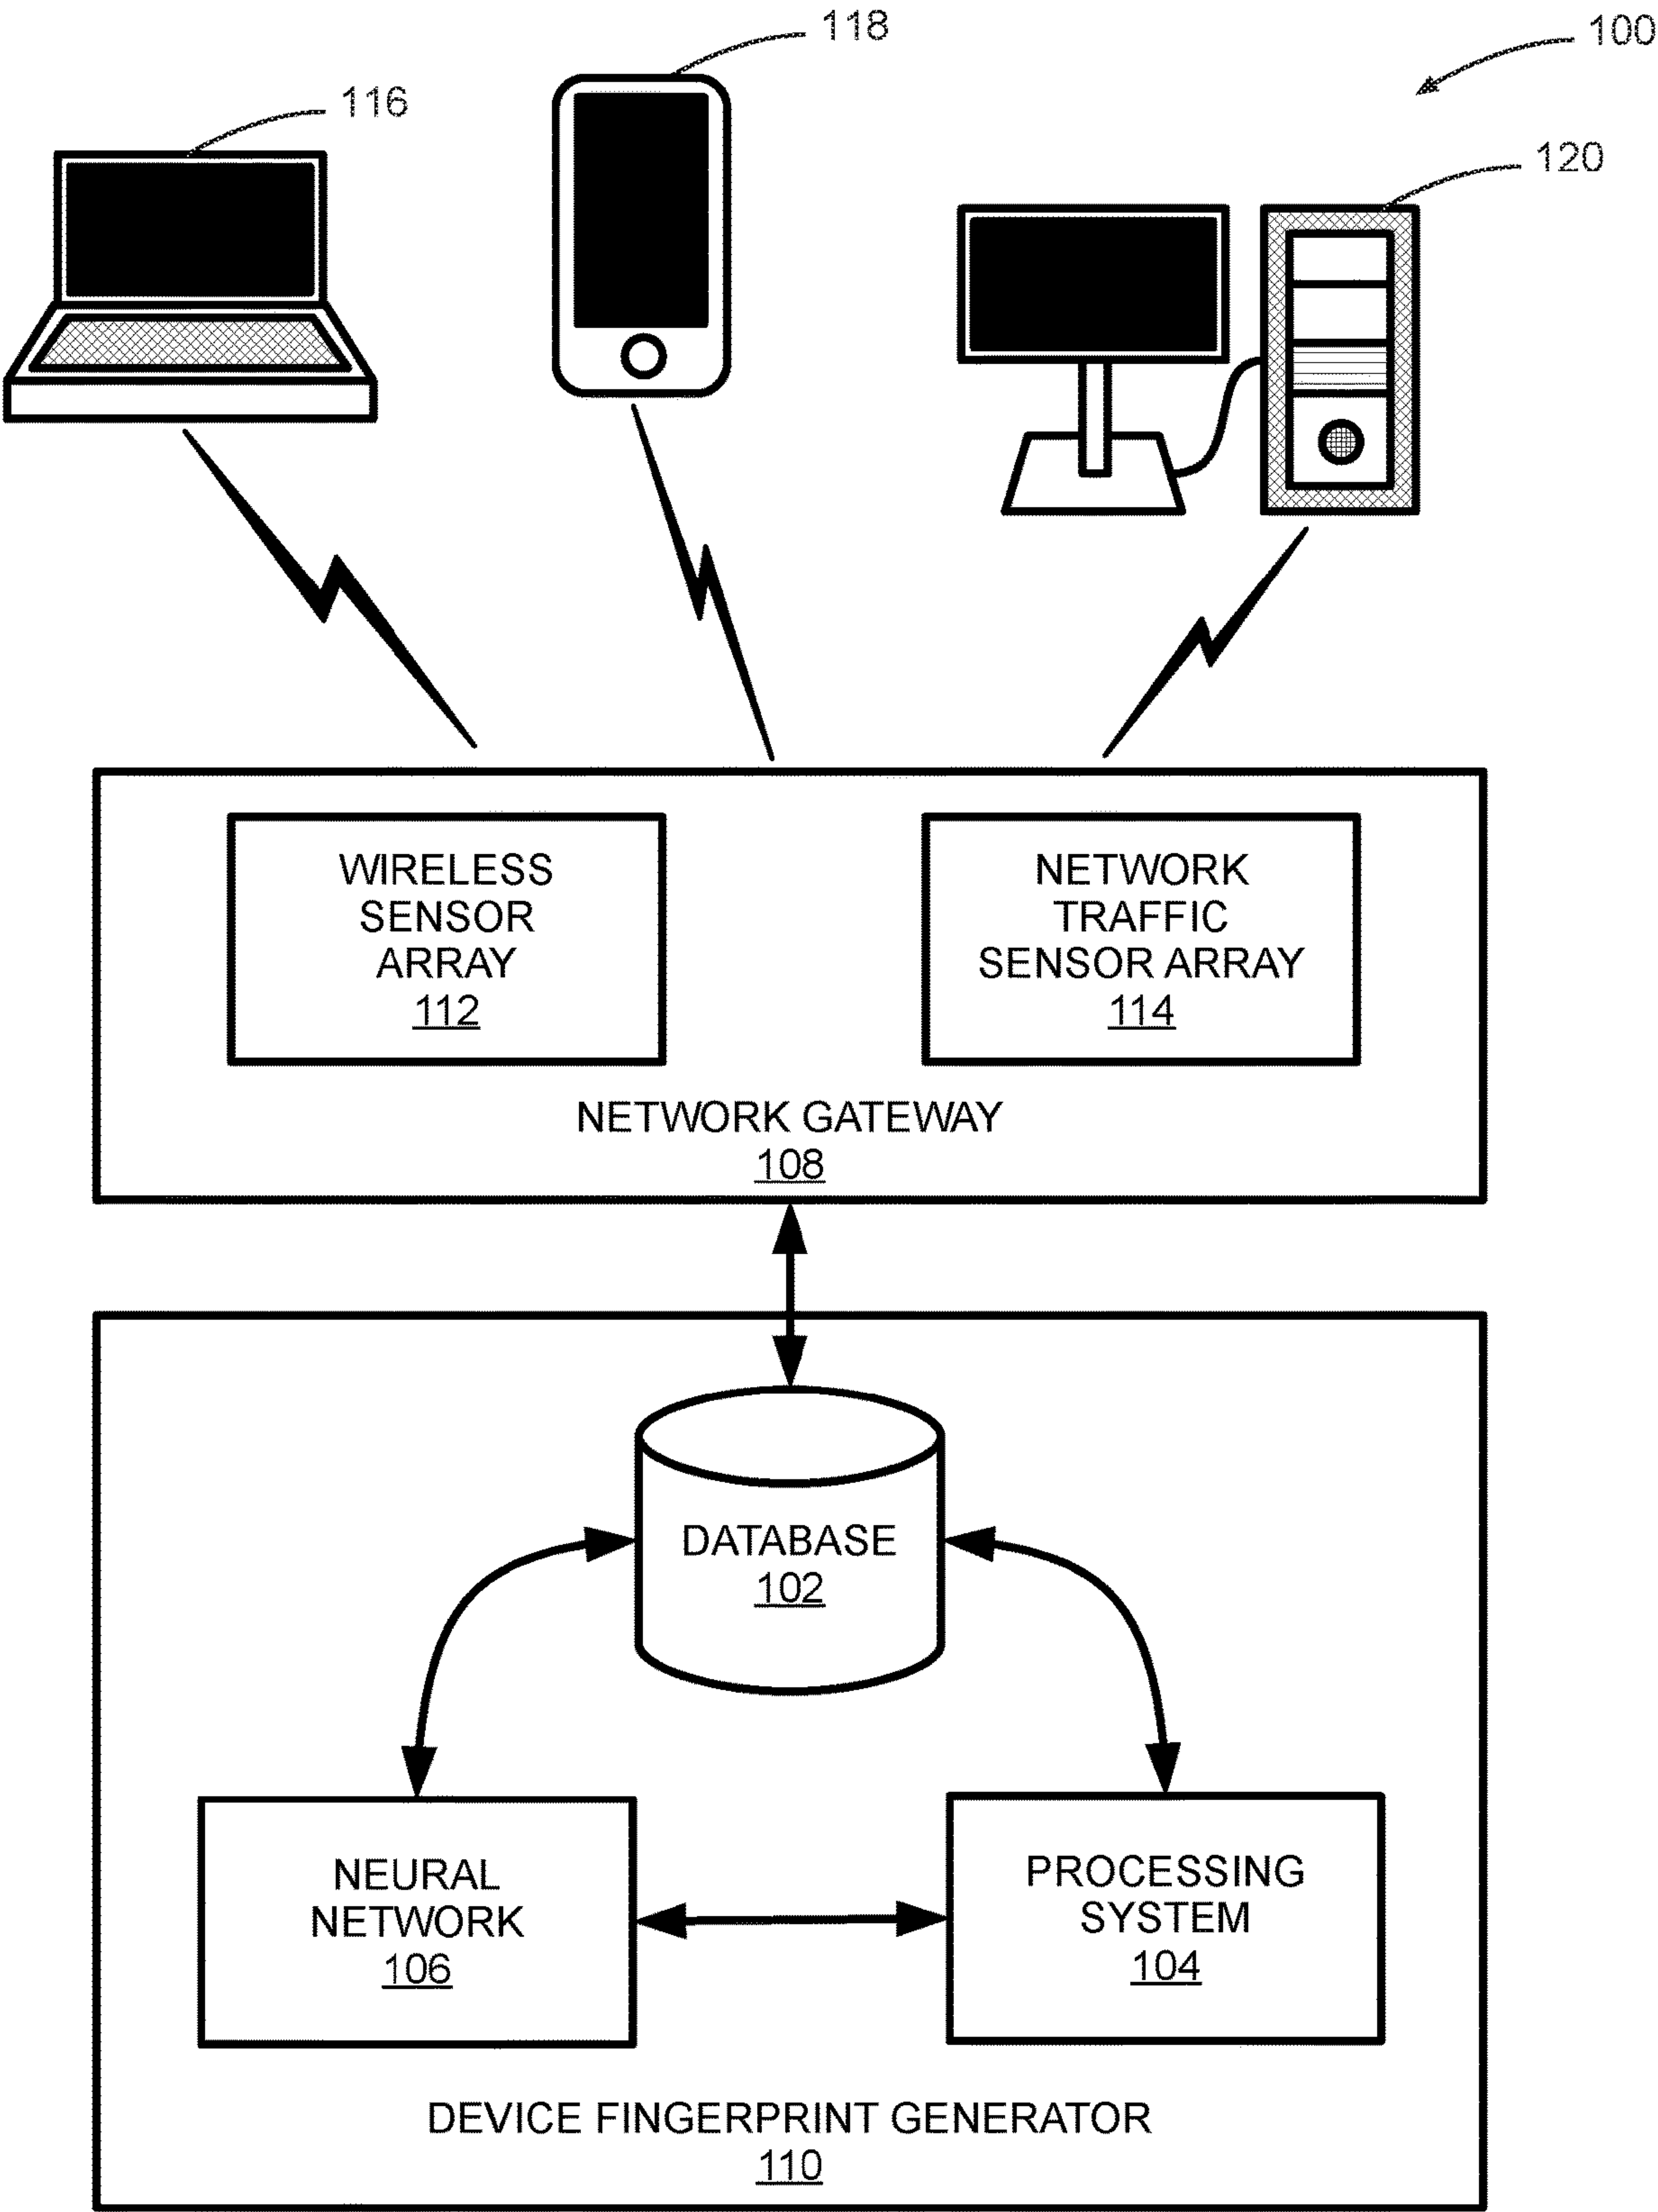 118
100
116
120
WIRELESS
SENSOR
ARRAY
112
NETWORK
TRAFFIC
SENSOR ARRAY
114
NETWORK GATEWAY
108
DATABASE
102
NEURAL
NETWORK
106
PROCESSING
SYSTEM
104
DEVICE FINGERPRINT GENERATOR
110